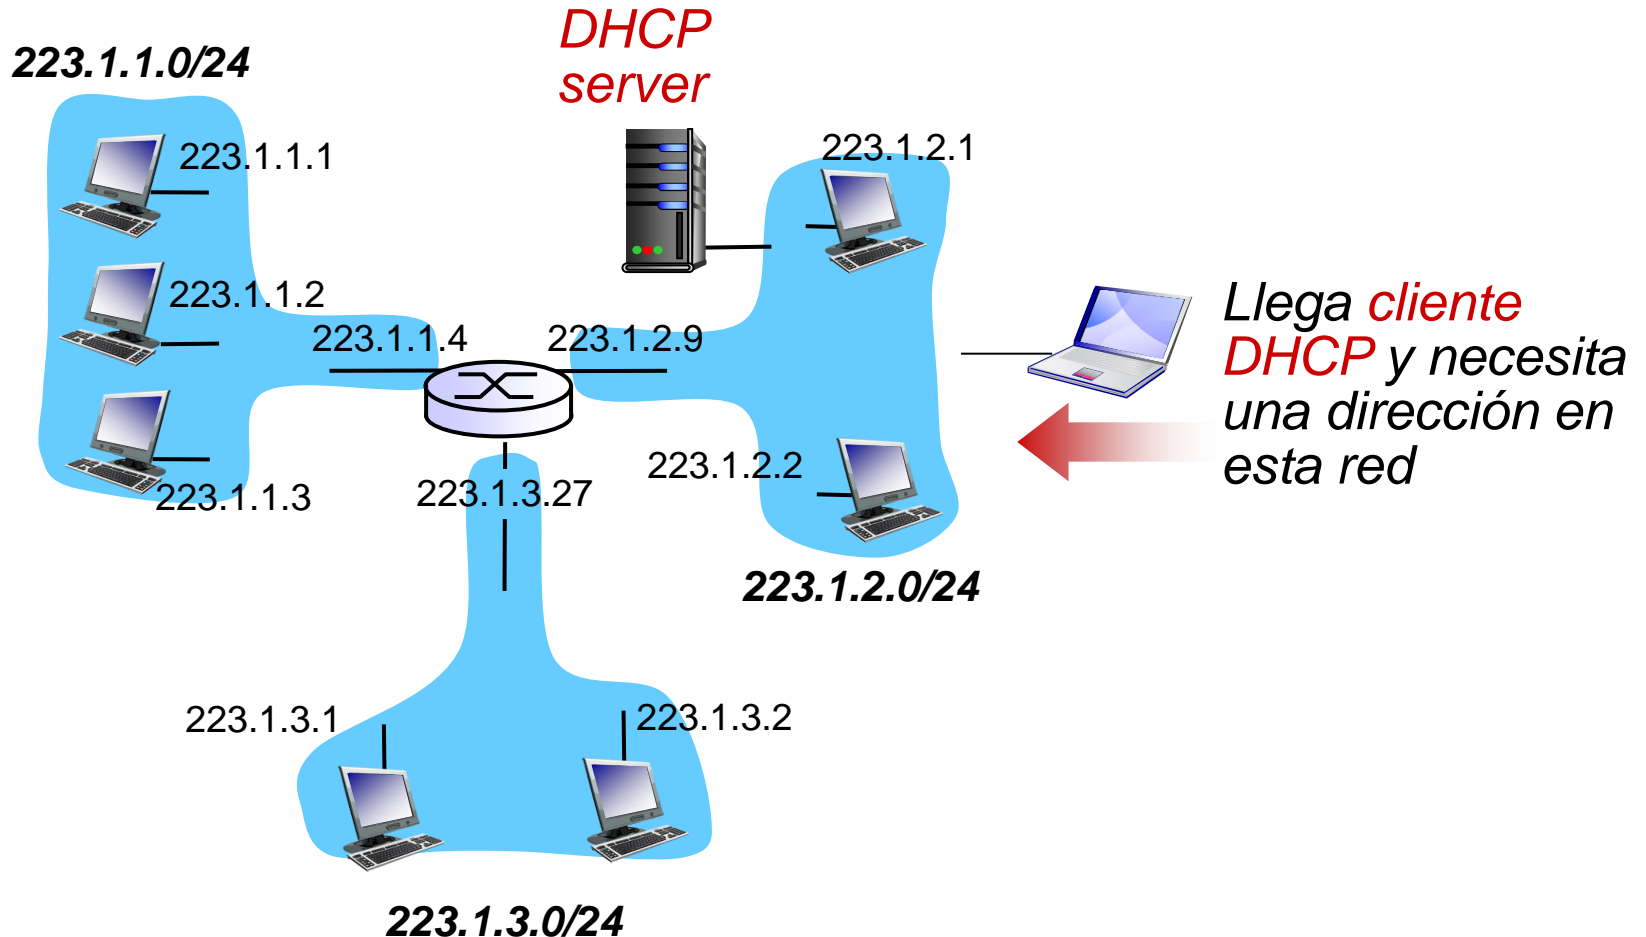 DHCP
server
223.1.1.0/24
223.1.1.1
223.1.2.1
223.1.1.2
223.1.1.4
223.1.2.9
Llega cliente
DHCP y necesita
una dirección en
esta red
223.1.1.3
223.1.3.27
223.1.2.2
223.1.2.0/24
223.1.3.1
223.1.3.2
223.1.3.0/24